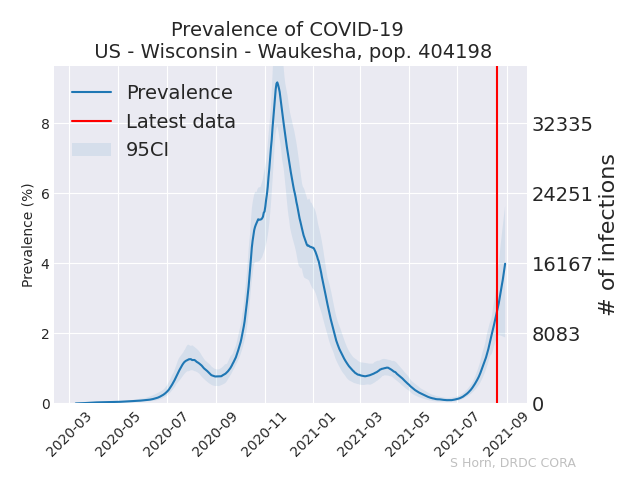 Prevalence of COVID-19
US - Wisconsin - Waukesha, pop. 404198
Prevalence
Latest data
95CI
Prevalence (%)
8
6
4
2
0
32335
24251
16167
8083
0
# of infections
2020-03
2020-05
2020-07
2020-09
2020-11
2021-01
2021-03
2021-05
2021-07
2021-09
S Horn, DRDC CORA